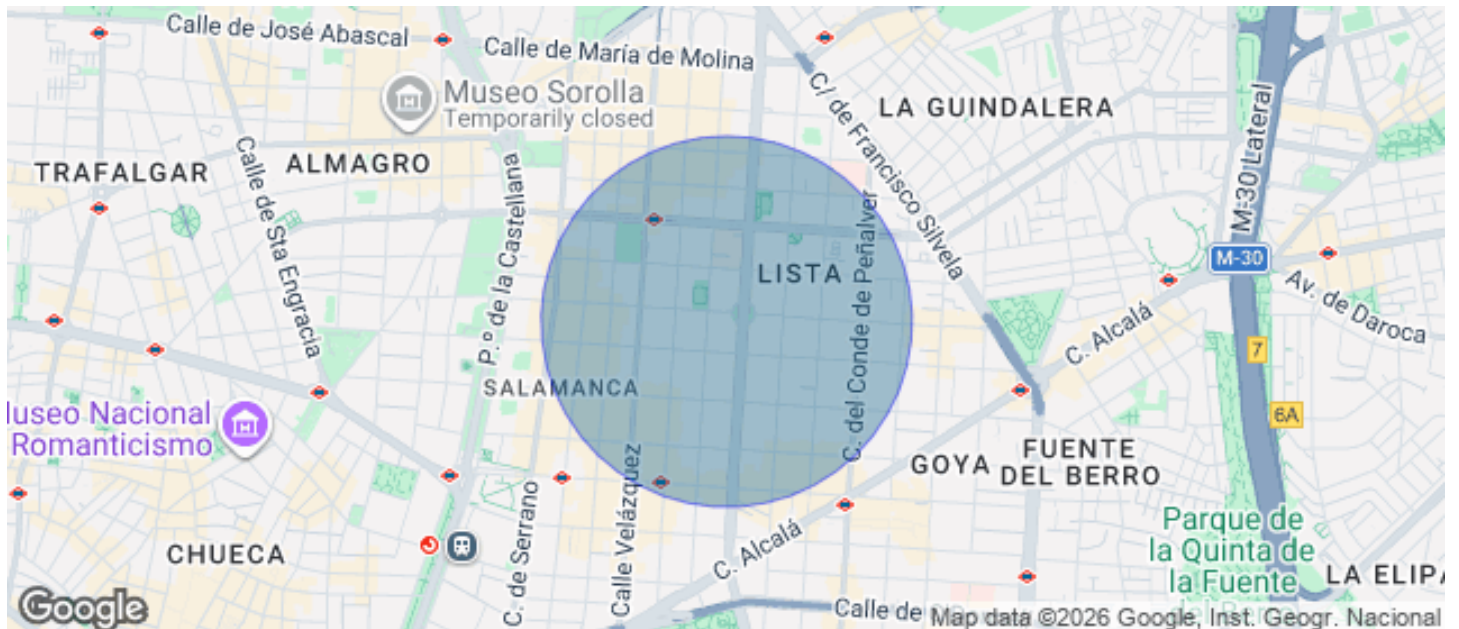 Calle de José Abascal
Calle de María de Molina
Museo Sorolla
Temporarily closed
C/ de Francisco Silvela
LA GUINDALERA
M-30 Lateral
TRAFALGAR
ALMAGRO
Calle de Sta Engracia
P.º de la Castellana
C. del Conde de Peñalver
LISTA
M-30
Av. de Daroca
C. Alcalá
7
SALAMANCA
useo Nacional
Romanticismo
6A
Calle Velázquez
GOYA
FUENTE
DEL BERRO
C. de Serrano
CHUECA
C. Alcalá
Parque de
la Quinta de
la Fuente
LA ELIPA
Google
Calle de
Map data ©2026 Google, Inst. Geogr. Nacional